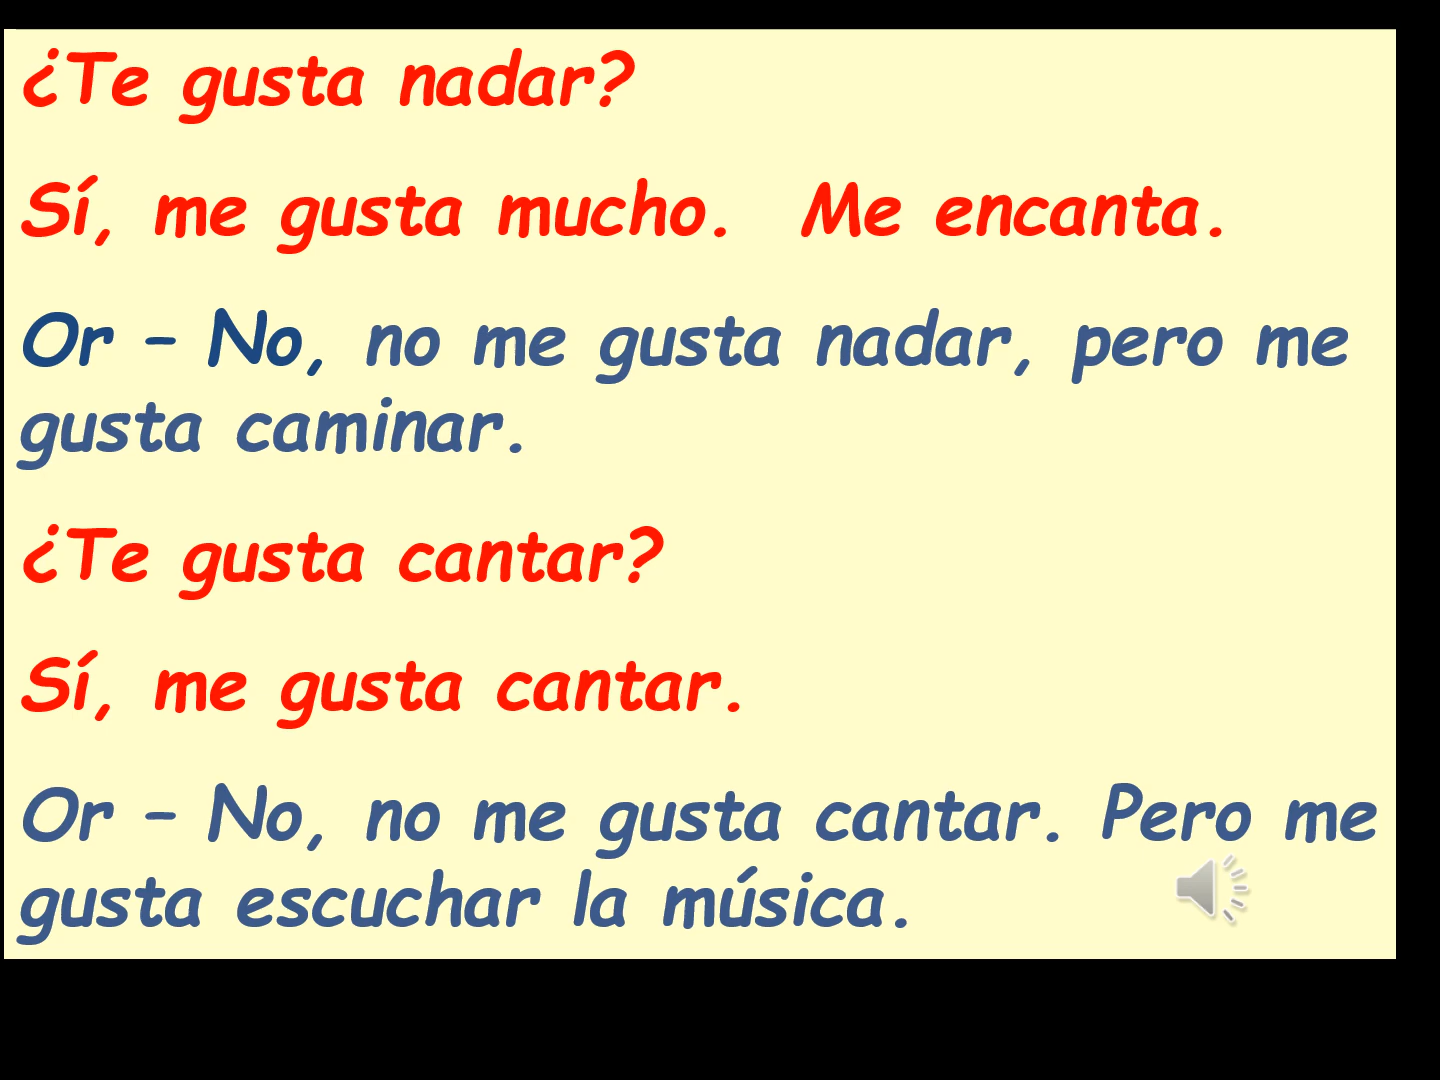 ¿Te gusta nadar?
Sí, me gusta mucho.  Me encanta.
Or – No, no me gusta nadar, pero me
gusta caminar.
¿Te gusta cantar?
Sí, me gusta cantar.
Or – No, no me gusta cantar. Pero me
gusta escuchar la música.